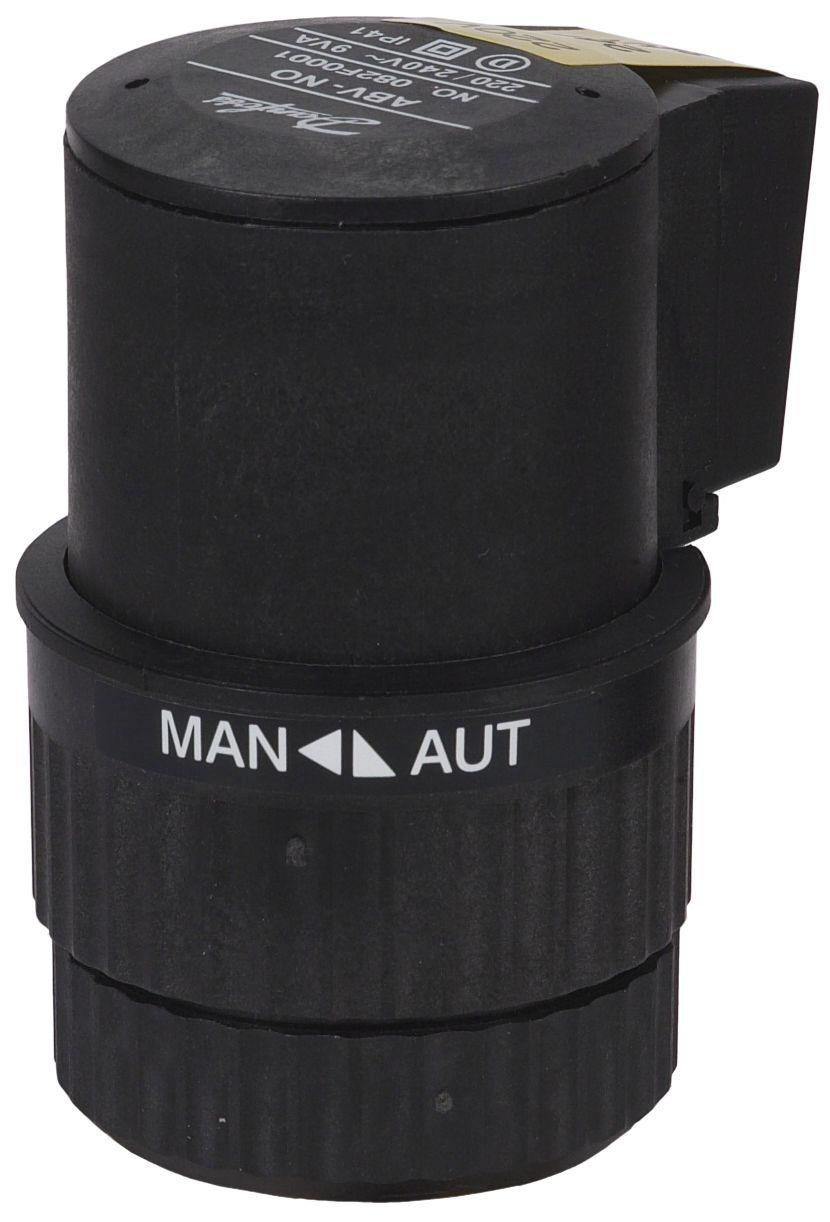 Danfoss
ABV-NO
NO. 082F0001
220 / 240V~ 9VA
IP41
D
MAN AUT